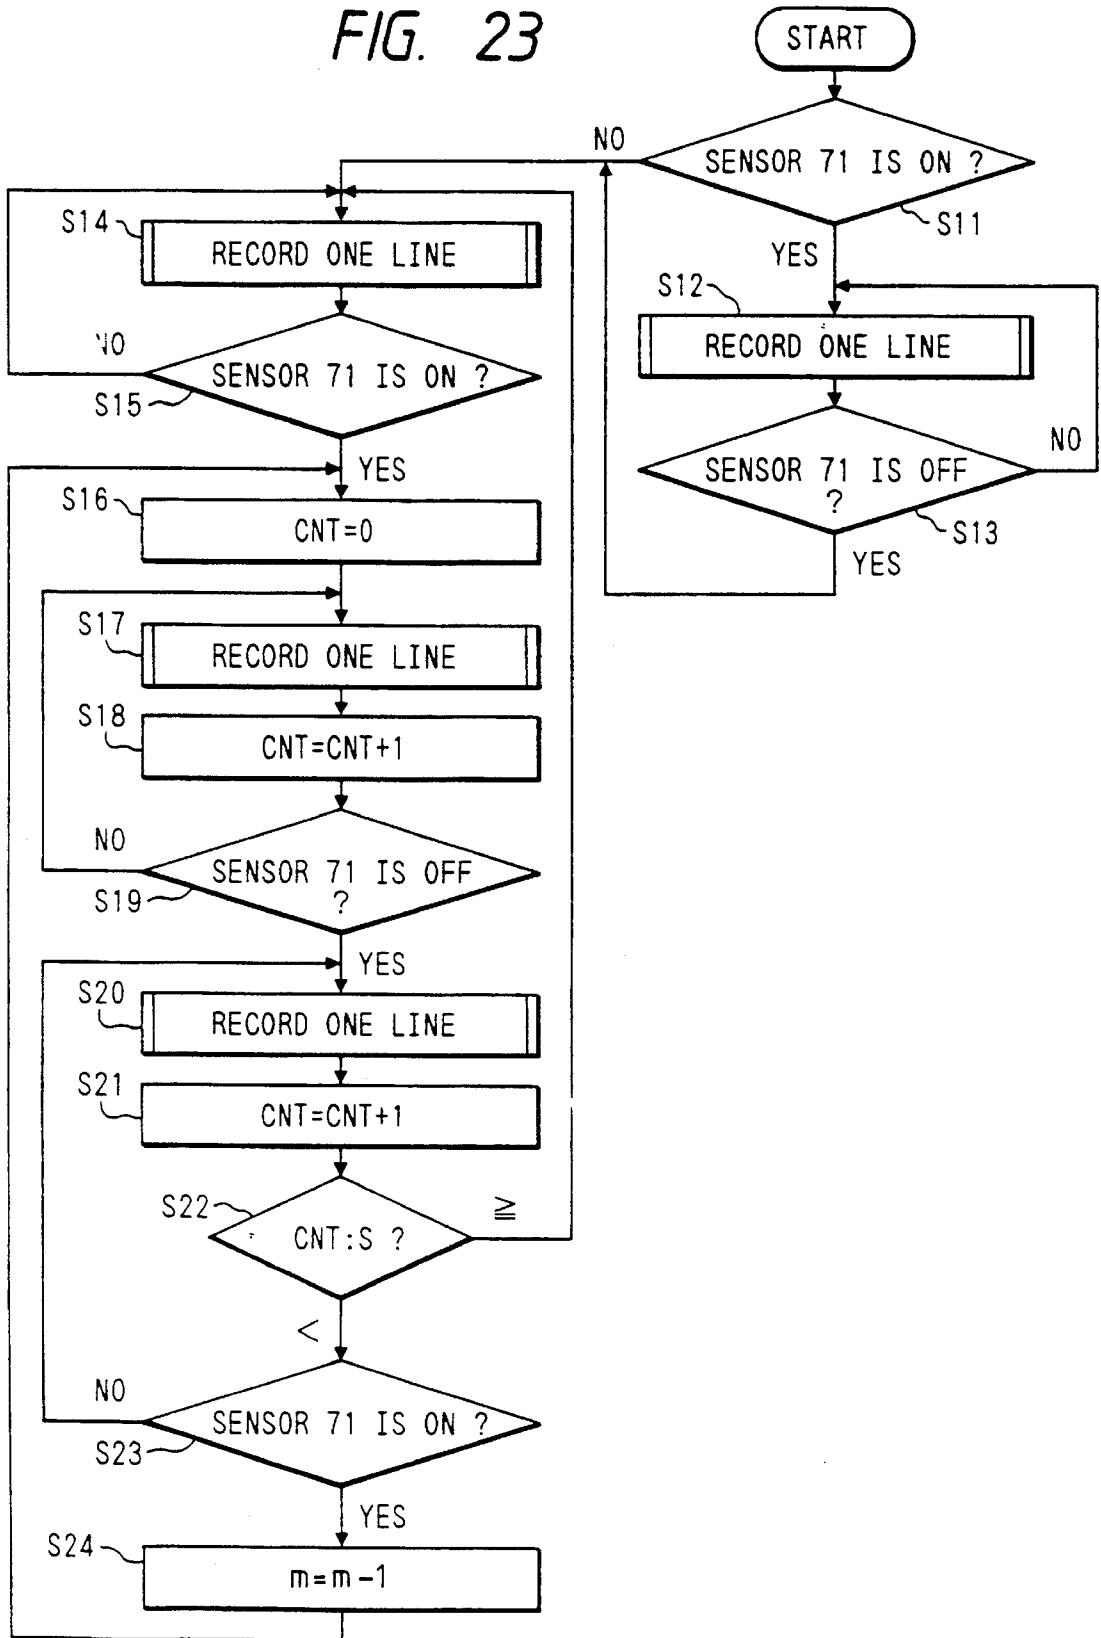 FIG. 23
START
SENSOR 71 IS ON ?
S11
NO
YES
S12
RECORD ONE LINE
SENSOR 71 IS OFF
?
S13
NO
YES
S14
RECORD ONE LINE
SENSOR 71 IS ON ?
S15
NO
YES
S16
CNT=0
S17
RECORD ONE LINE
S18
CNT=CNT+1
SENSOR 71 IS OFF
?
S19
NO
YES
S20
RECORD ONE LINE
S21
CNT=CNT+1
S22
CNT:S ?
≧
<
SENSOR 71 IS ON ?
S23
NO
YES
S24
m=m-1